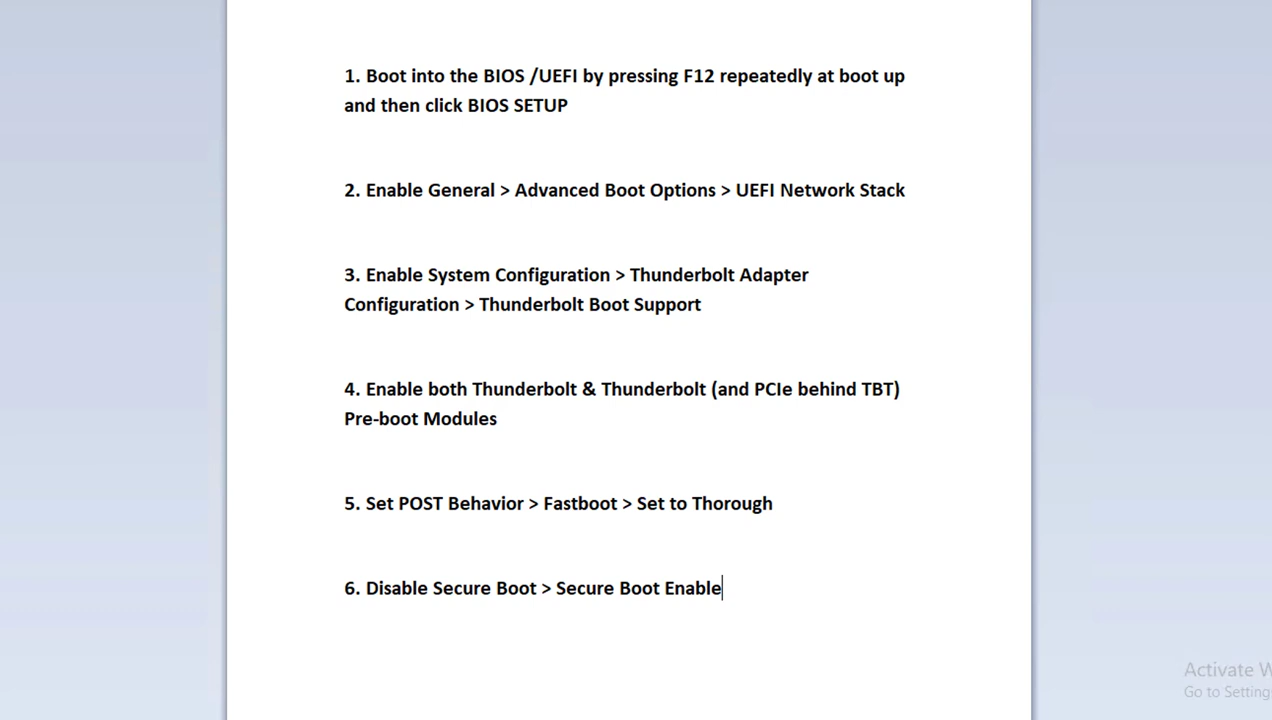 1. Boot into the BIOS /UEFI by pressing F12 repeatedly at boot up
and then click BIOS SETUP
2. Enable General > Advanced Boot Options > UEFI Network Stack
3. Enable System Configuration > Thunderbolt Adapter
Configuration > Thunderbolt Boot Support
4. Enable both Thunderbolt & Thunderbolt (and PCIe behind TBT)
Pre-boot Modules
5. Set POST Behavior > Fastboot > Set to Thorough
6. Disable Secure Boot > Secure Boot Enable
Activate W
Go to Setting